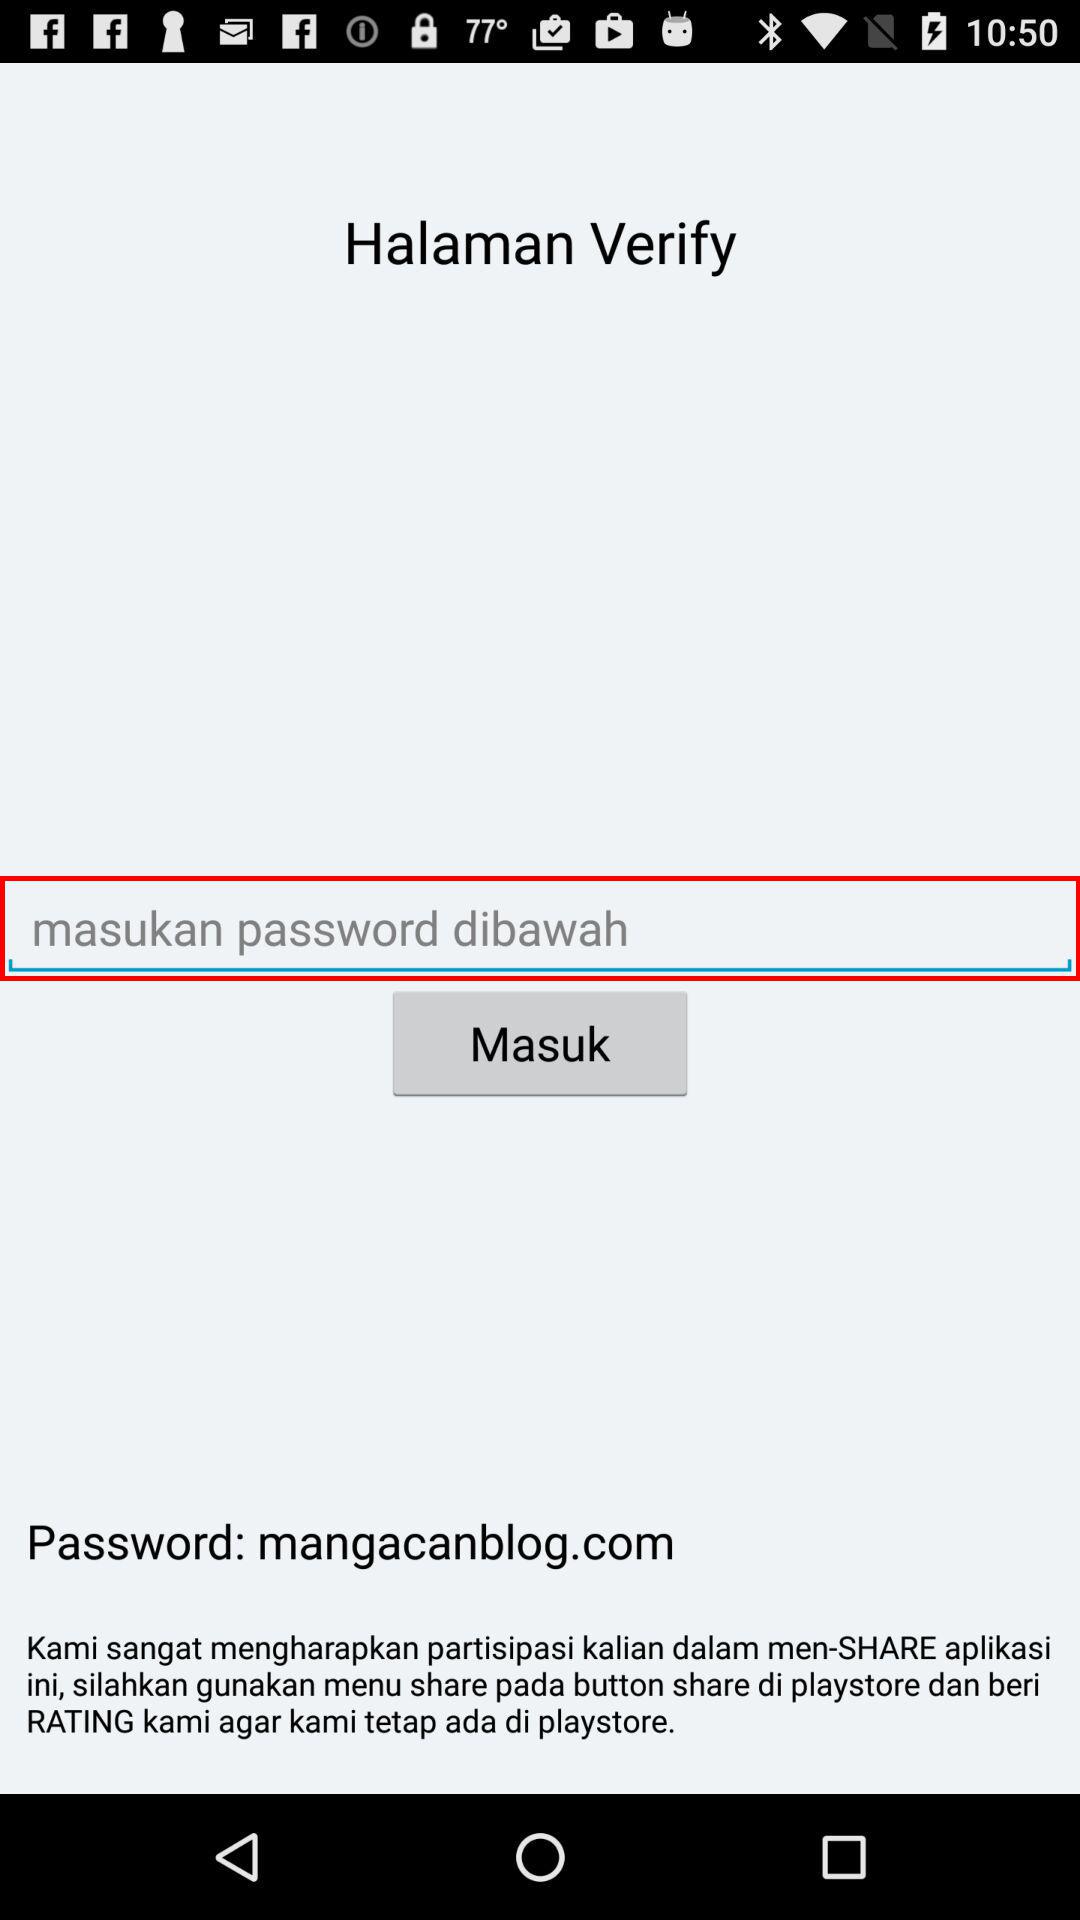 77° 10:50
Halaman Verify
masukan password dibawah
Masuk
Password: mangacanblog.com
Kami sangat mengharapkan partisipasi kalian dalam men-SHARE aplikasi
ini, silahkan gunakan menu share pada button share di playstore dan beri
RATING kami agar kami tetap ada di playstore.